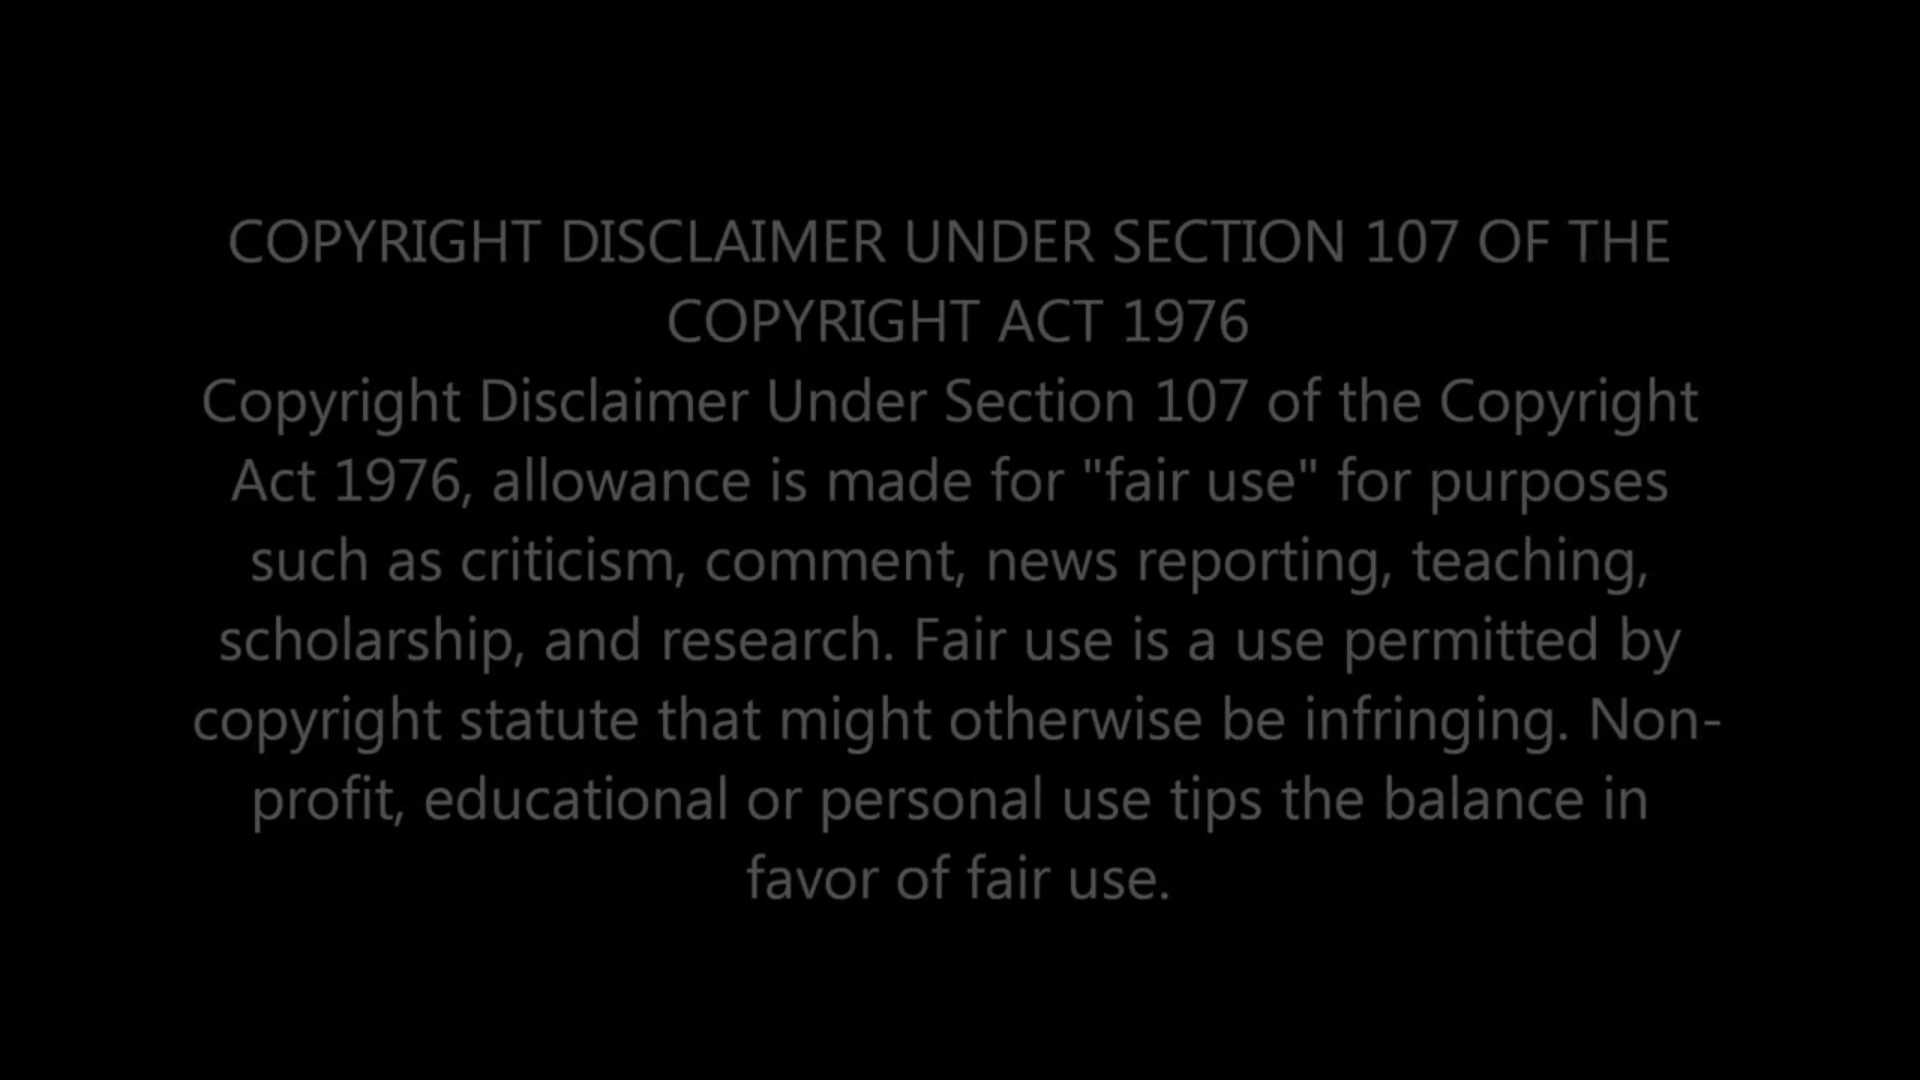 COPYRIGHT DISCLAIMER UNDER SECTION 107 OF THE
COPYRIGHT ACT 1976
Copyright Disclaimer Under Section 107 of the Copyright
Act 1976, allowance is made for "fair use" for purposes
such as criticism, comment, news reporting, teaching,
scholarship, and research. Fair use is a use permitted by
copyright statute that might otherwise be infringing. Non-
profit, educational or personal use tips the balance in
favor of fair use.